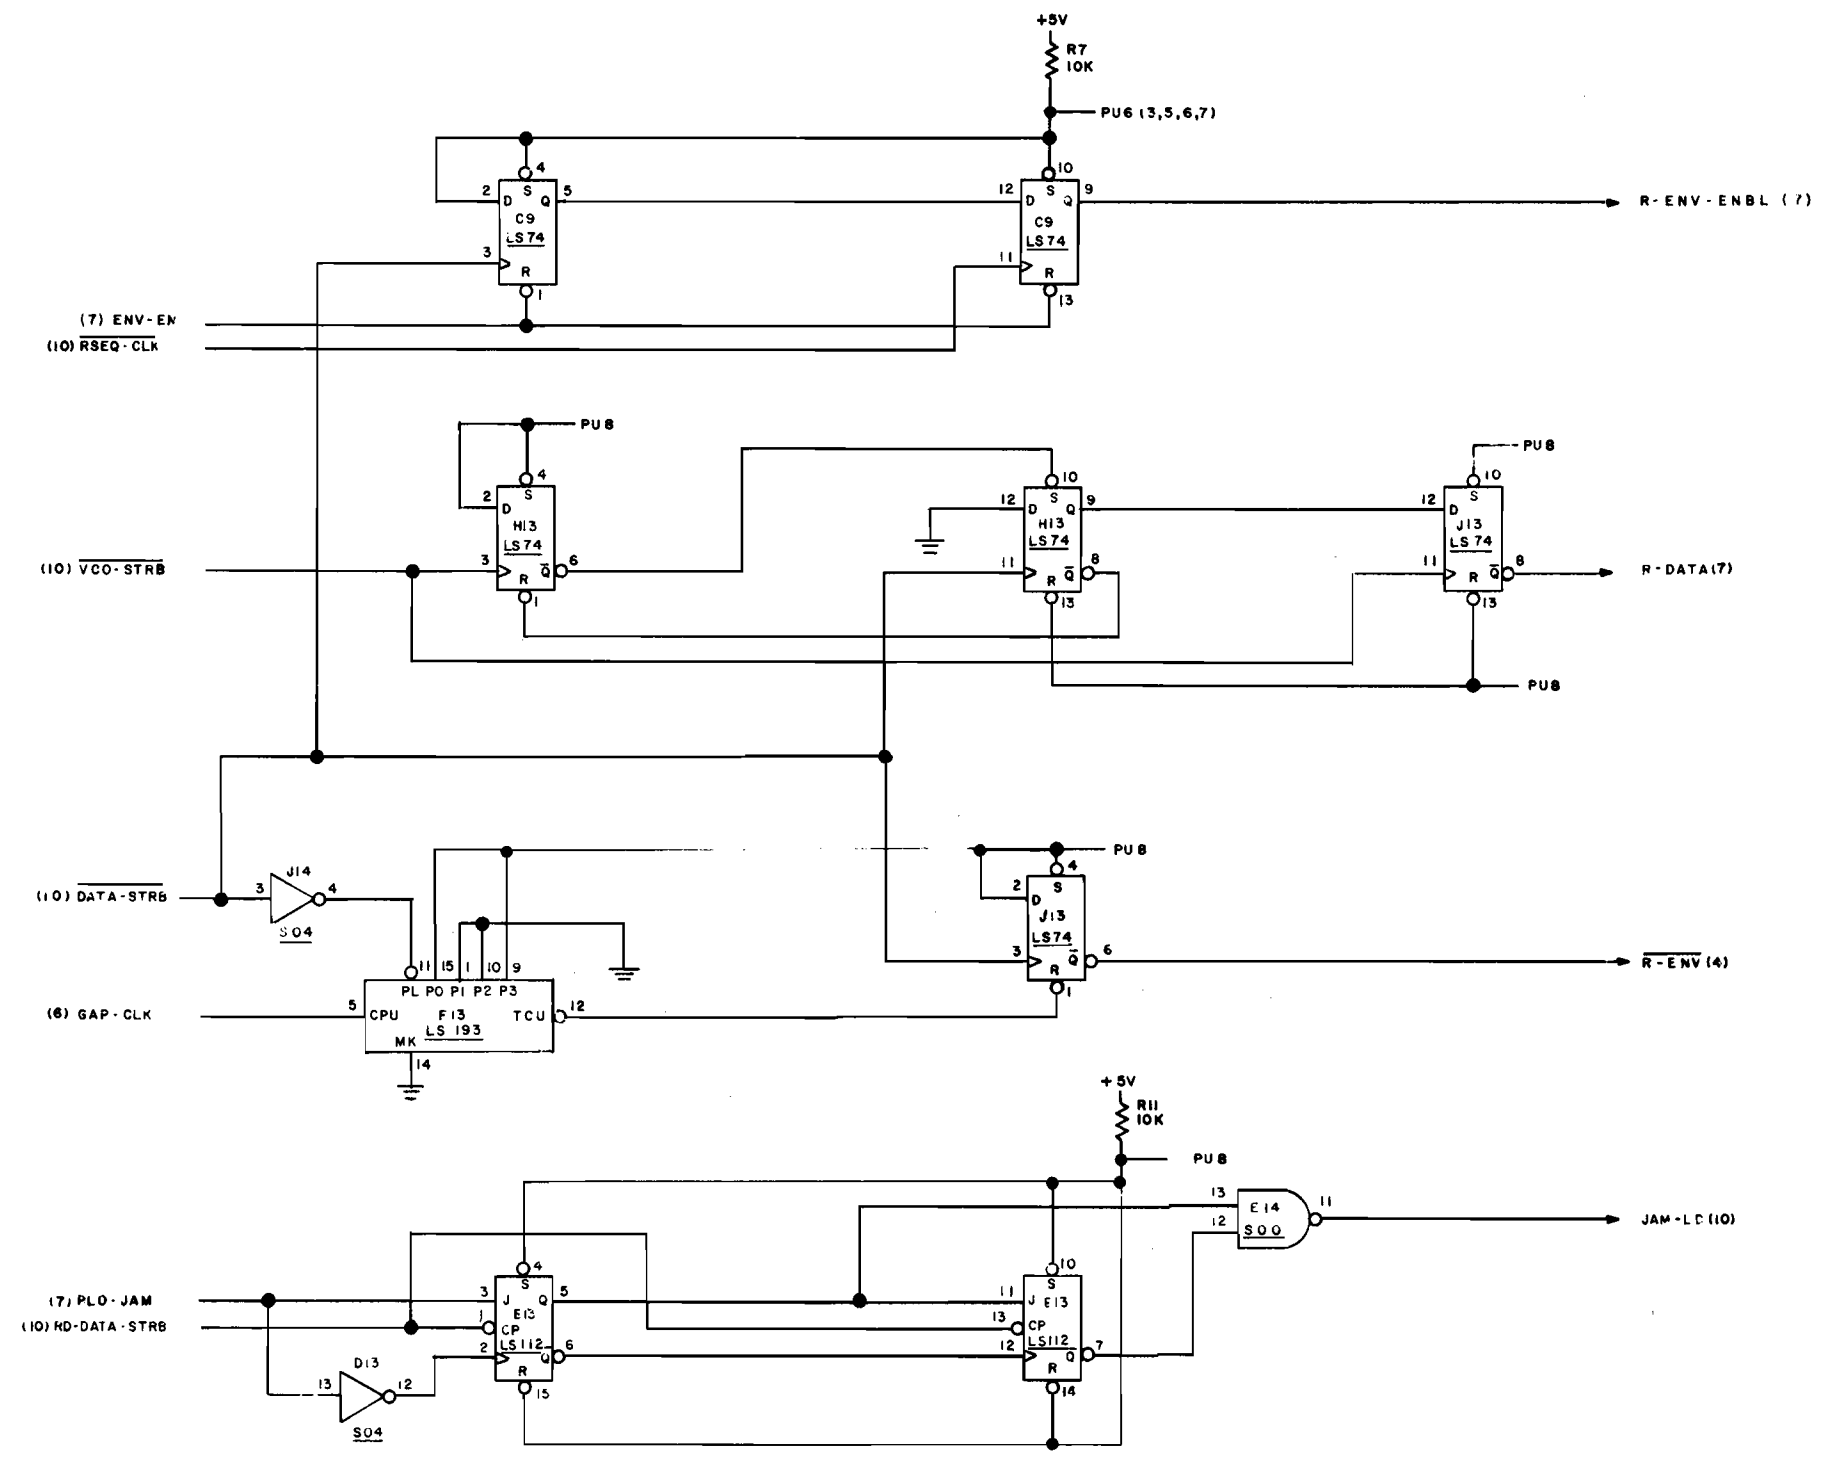 +5V
R7
10K
PU6 (3,5,6,7)
4
10
2 D S Q 5
12 D S Q 9
R-ENV-ENBL (7)
C9
LS74
C9
LS74
3
R
11
R
1
13
(7) ENV-EN
(10) RSEQ-CLK
PU8
PU8
4
10
10
2 D S
12 D S Q 9
12 D S
H13
LS74
H13
LS74
J13
LS74
(10) VCO-STRB
3 R Q 6
11 R Q 8
11 R Q 8
R-DATA(7)
1
13
13
PU8
PU8
4
J14
3 4
(10) DATA-STRB
S04
2 D S
J13
LS74
3 R Q 6
R-ENV (4)
1
11 15 1 10 9
PL P0 P1 P2 P3
(6) GAP-CLK
5 CPU F13 TCU 12
LS 193
MK
14
+5V
R11
10K
PU8
13
12
E14
S00
11
JAM-LD(10)
4
10
(7) PLO-JAM
3 J S Q 5
11 J S
E13
E13
(10) RD-DATA-STRB
1 CP
13 CP
LS112
LS112
2 Q 6
12 Q 7
R
R
15
14
D13
13 12
S04